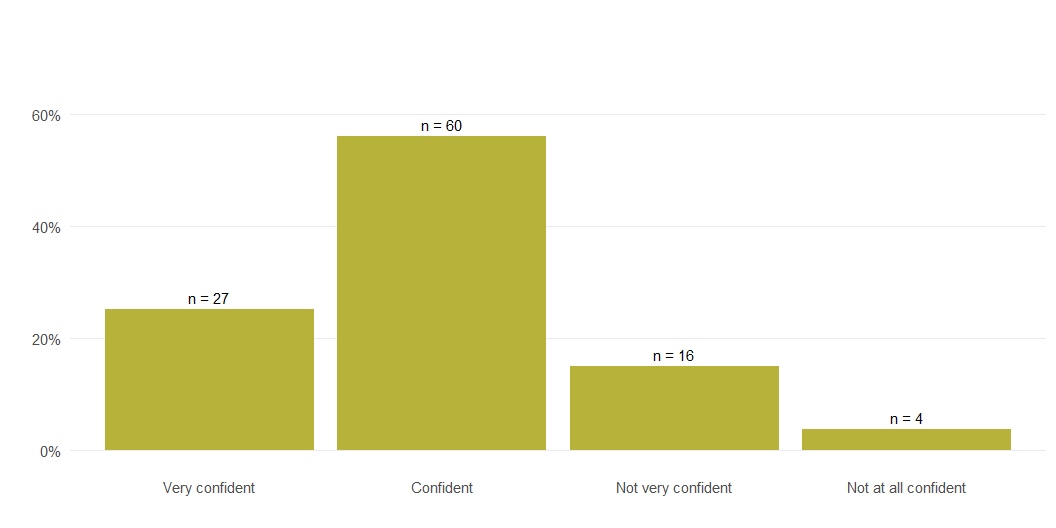 60%
n = 60
40%
n = 27
20%
n = 16
n = 4
0%
Very confident
Confident
Not very confident
Not at all confident